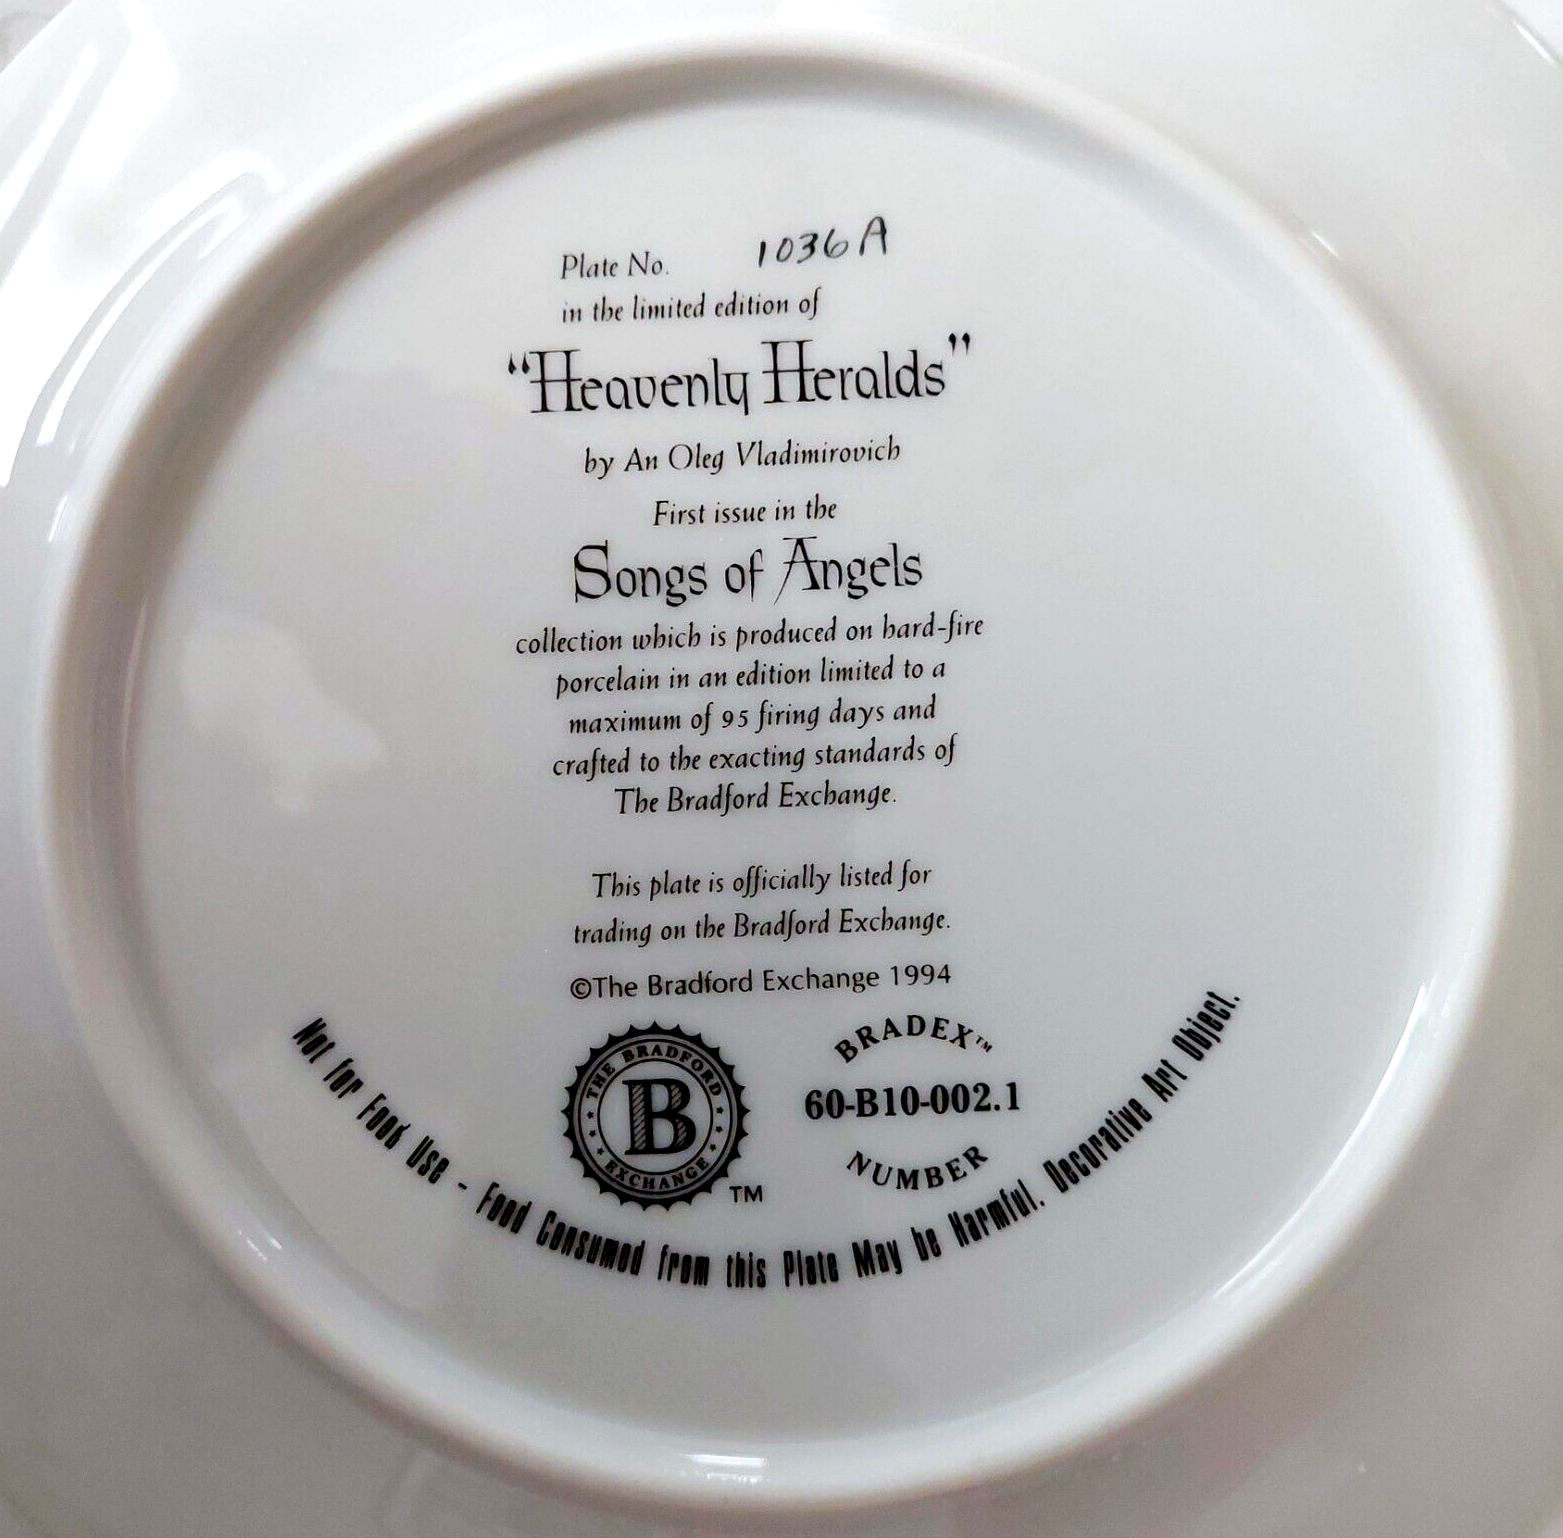 Plate No. 1036A
in the limited edition of
“Heavenly Heralds”
by An Oleg Vladimirovich
First issue in the
Songs of Angels
collection which is produced on hard-fire
porcelain in an edition limited to a
maximum of 95 firing days and
crafted to the exacting standards of
The Bradford Exchange.
This plate is officially listed for
trading on the Bradford Exchange.
©The Bradford Exchange 1994
THE BRADFORD
B
EXCHANGE
TM
BRADEX™
60-B10-002.1
NUMBER
Not for Food Use - Food Consumed from this Plate May be Harmful. Decorative Art Object.